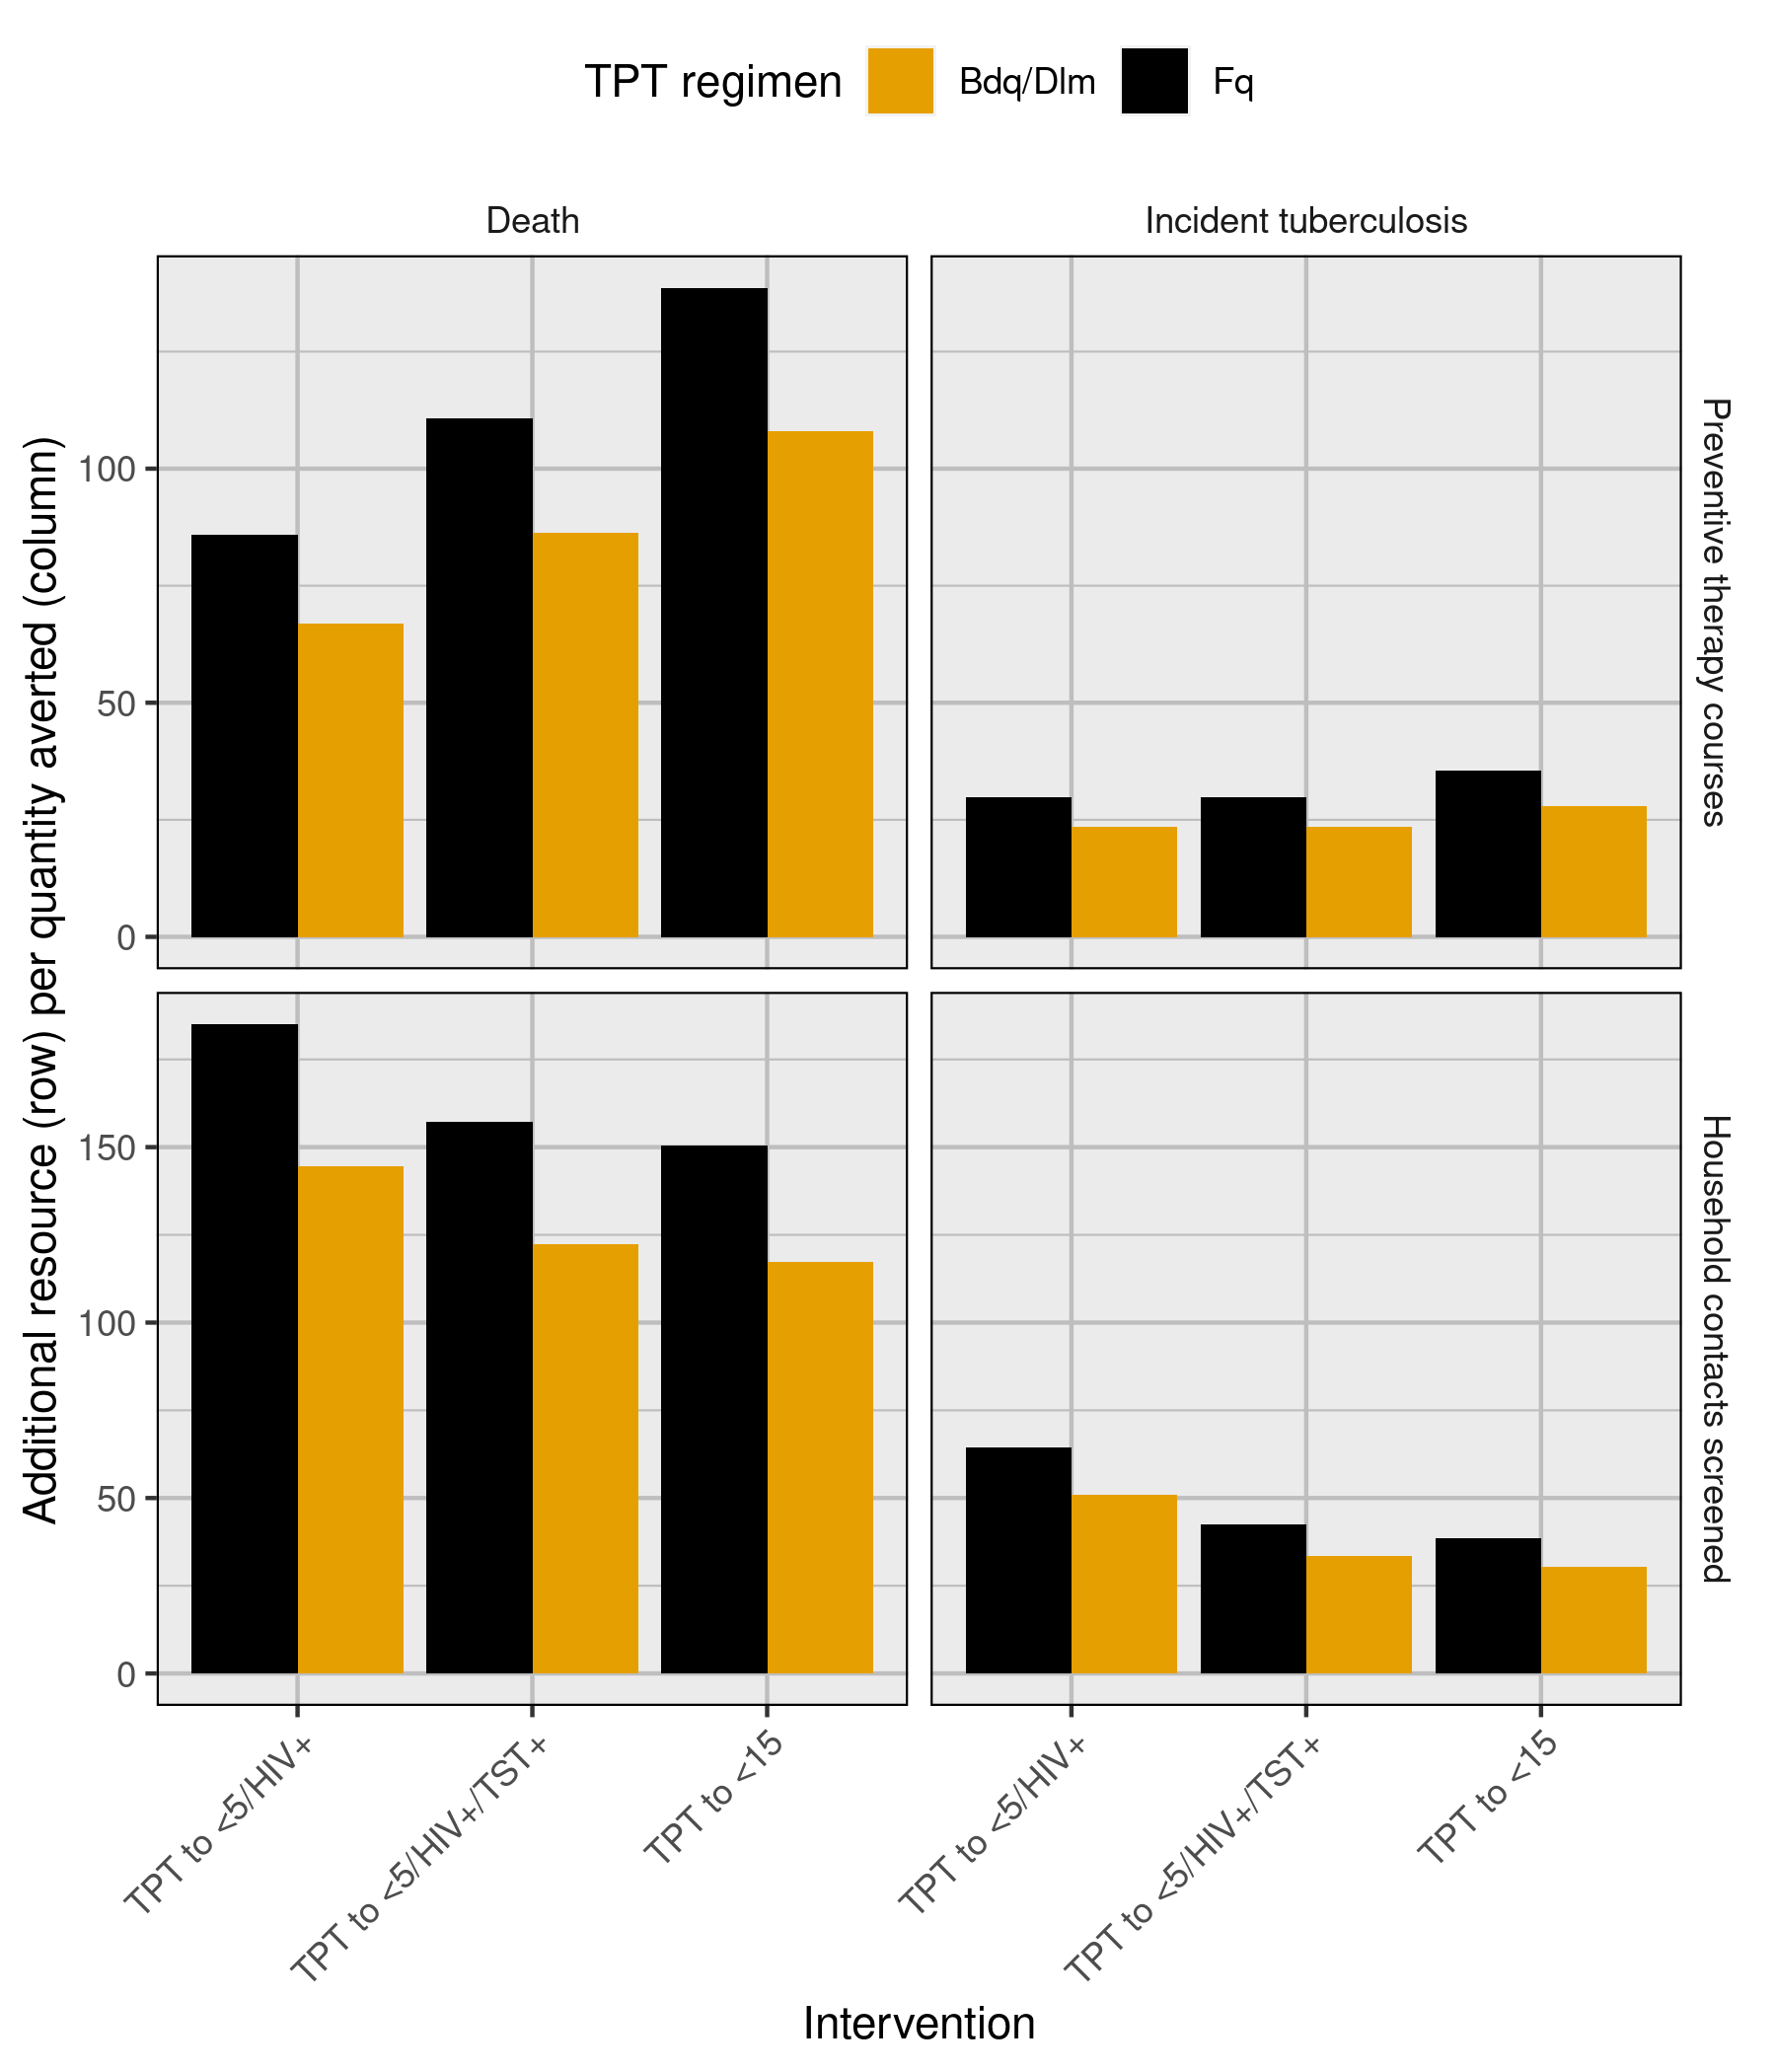 TPT regimen Bdq/Dlm Fq
Death Incident tuberculosis
Additional resource (row) per quantity averted (column)
100
50
0
Preventive therapy courses
150
100
50
0
Household contacts screened
TPT to <5/HIV+
TPT to <5/HIV+/TST+
TPT to <15
TPT to <5/HIV+
TPT to <5/HIV+/TST+
TPT to <15
Intervention